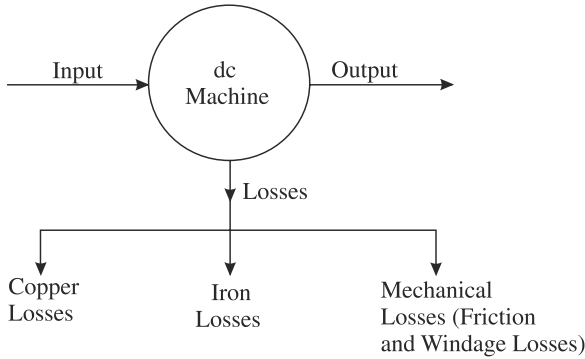 Input
dc
Machine
Output
Losses
Copper
Losses
Iron
Losses
Mechanical
Losses (Friction
and Windage Losses)